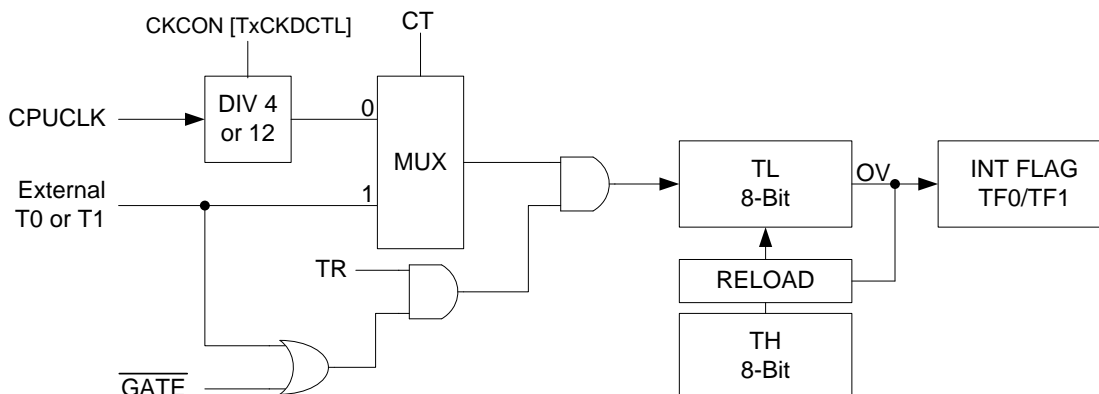 CKCON [TxCKDCTL]
CT
CPUCLK
DIV 4
or 12
0
MUX
External
T0 or T1
1
TL
8-Bit
OV
INT FLAG
TF0/TF1
TR
RELOAD
TH
8-Bit
GATE